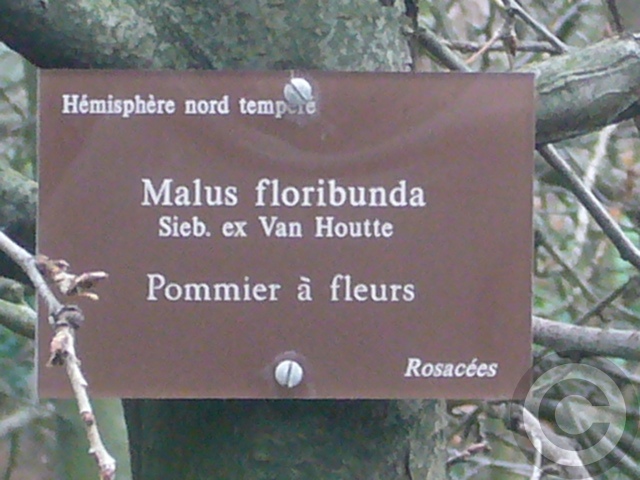 Hémisphère nord tempéré
Malus floribunda
Sieb. ex Van Houtte
Pommier à fleurs
Rosacées
©